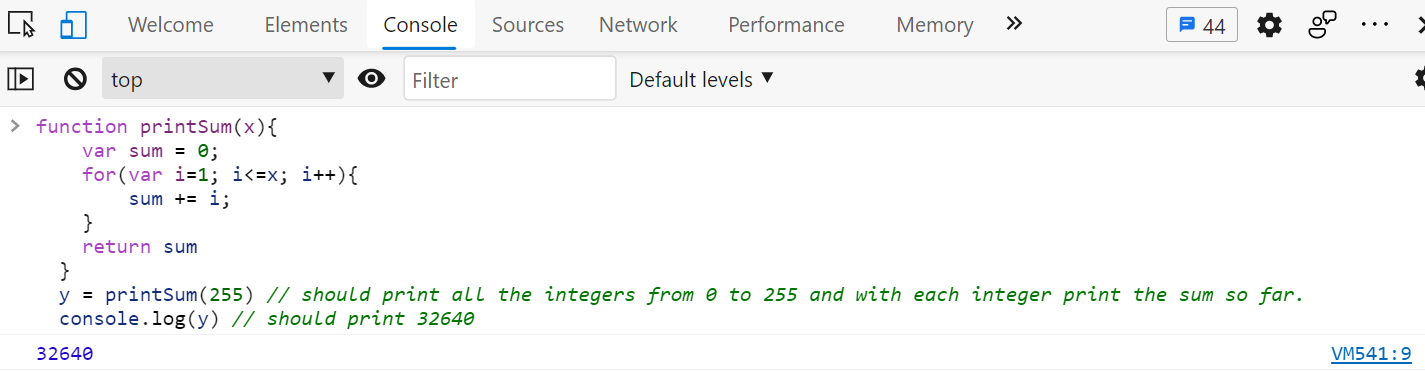 Welcome Elements Console Sources Network Performance Memory » 44
top Filter Default levels
> function printSum(x){
    var sum = 0;
    for(var i=1; i<=x; i++){
        sum += i;
    }
    return sum
  }
  y = printSum(255) // should print all the integers from 0 to 255 and with each integer print the sum so far.
  console.log(y) // should print 32640
32640 VM541:9